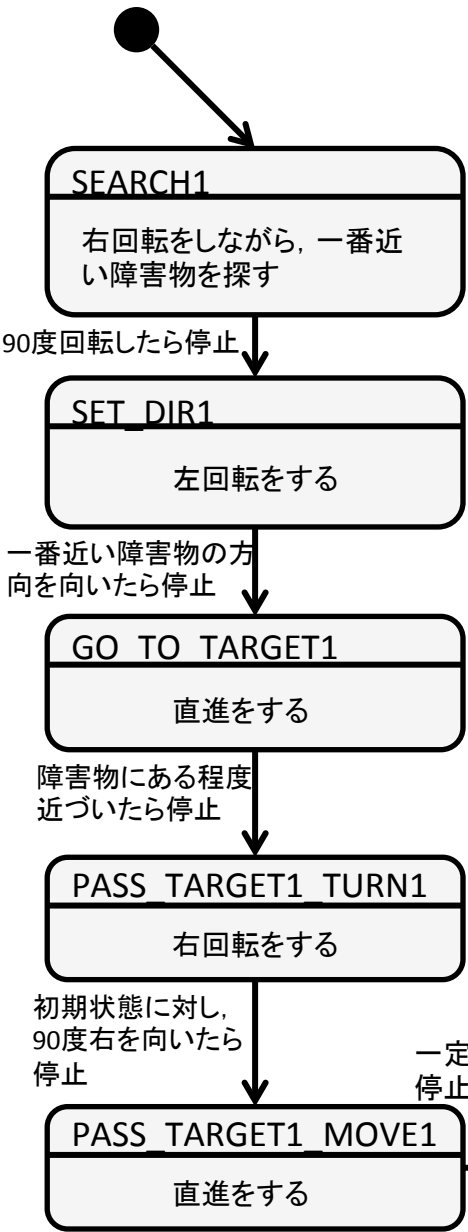 SEARCH1
右回転をしながら，一番近
い障害物を探す
90度回転したら停止
SET_DIR1
左回転をする
一番近い障害物の方
向を向いたら停止
GO_TO_TARGET1
直進をする
障害物にある程度
近づいたら停止
PASS_TARGET1_TURN1
右回転をする
初期状態に対し，
90度右を向いたら
停止
一定
停止
PASS_TARGET1_MOVE1
直進をする